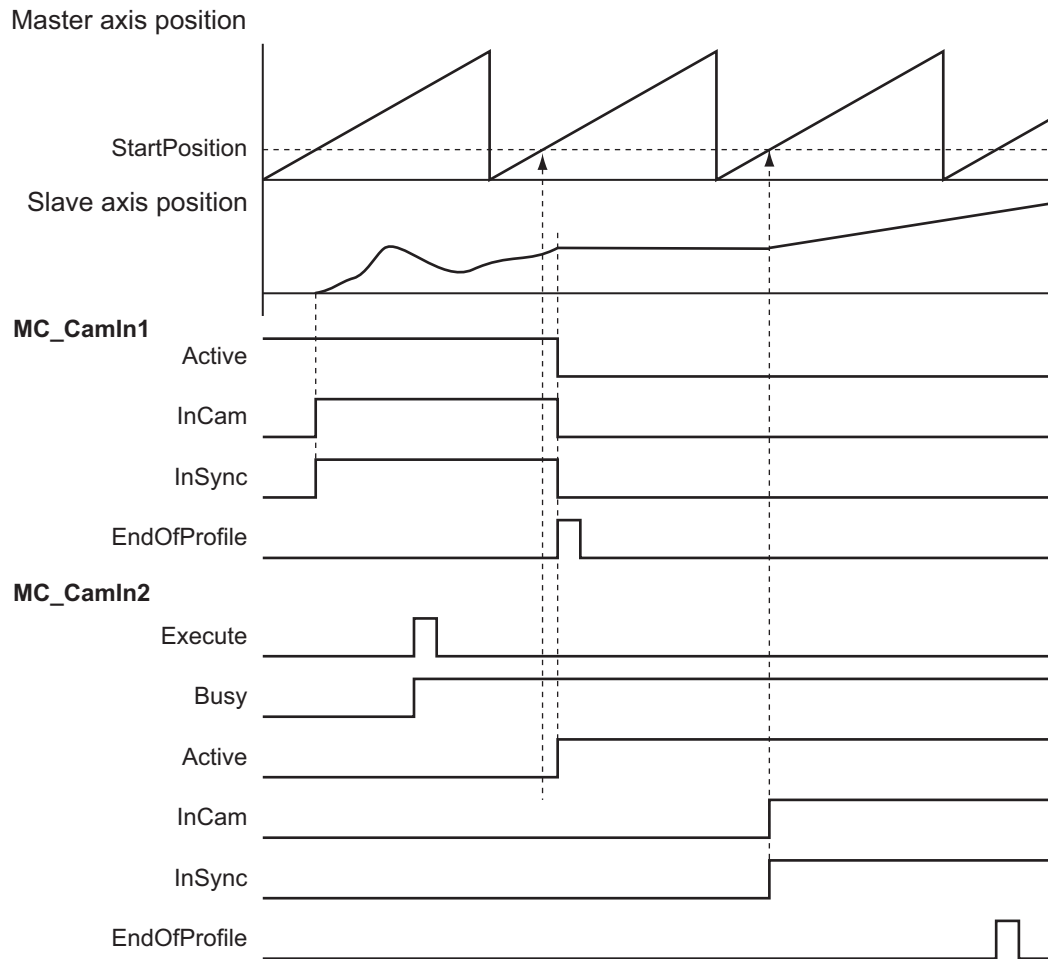 Master axis position
StartPosition
Slave axis position
MC_CamIn1
Active
InCam
InSync
EndOfProfile
MC_CamIn2
Execute
Busy
Active
InCam
InSync
EndOfProfile